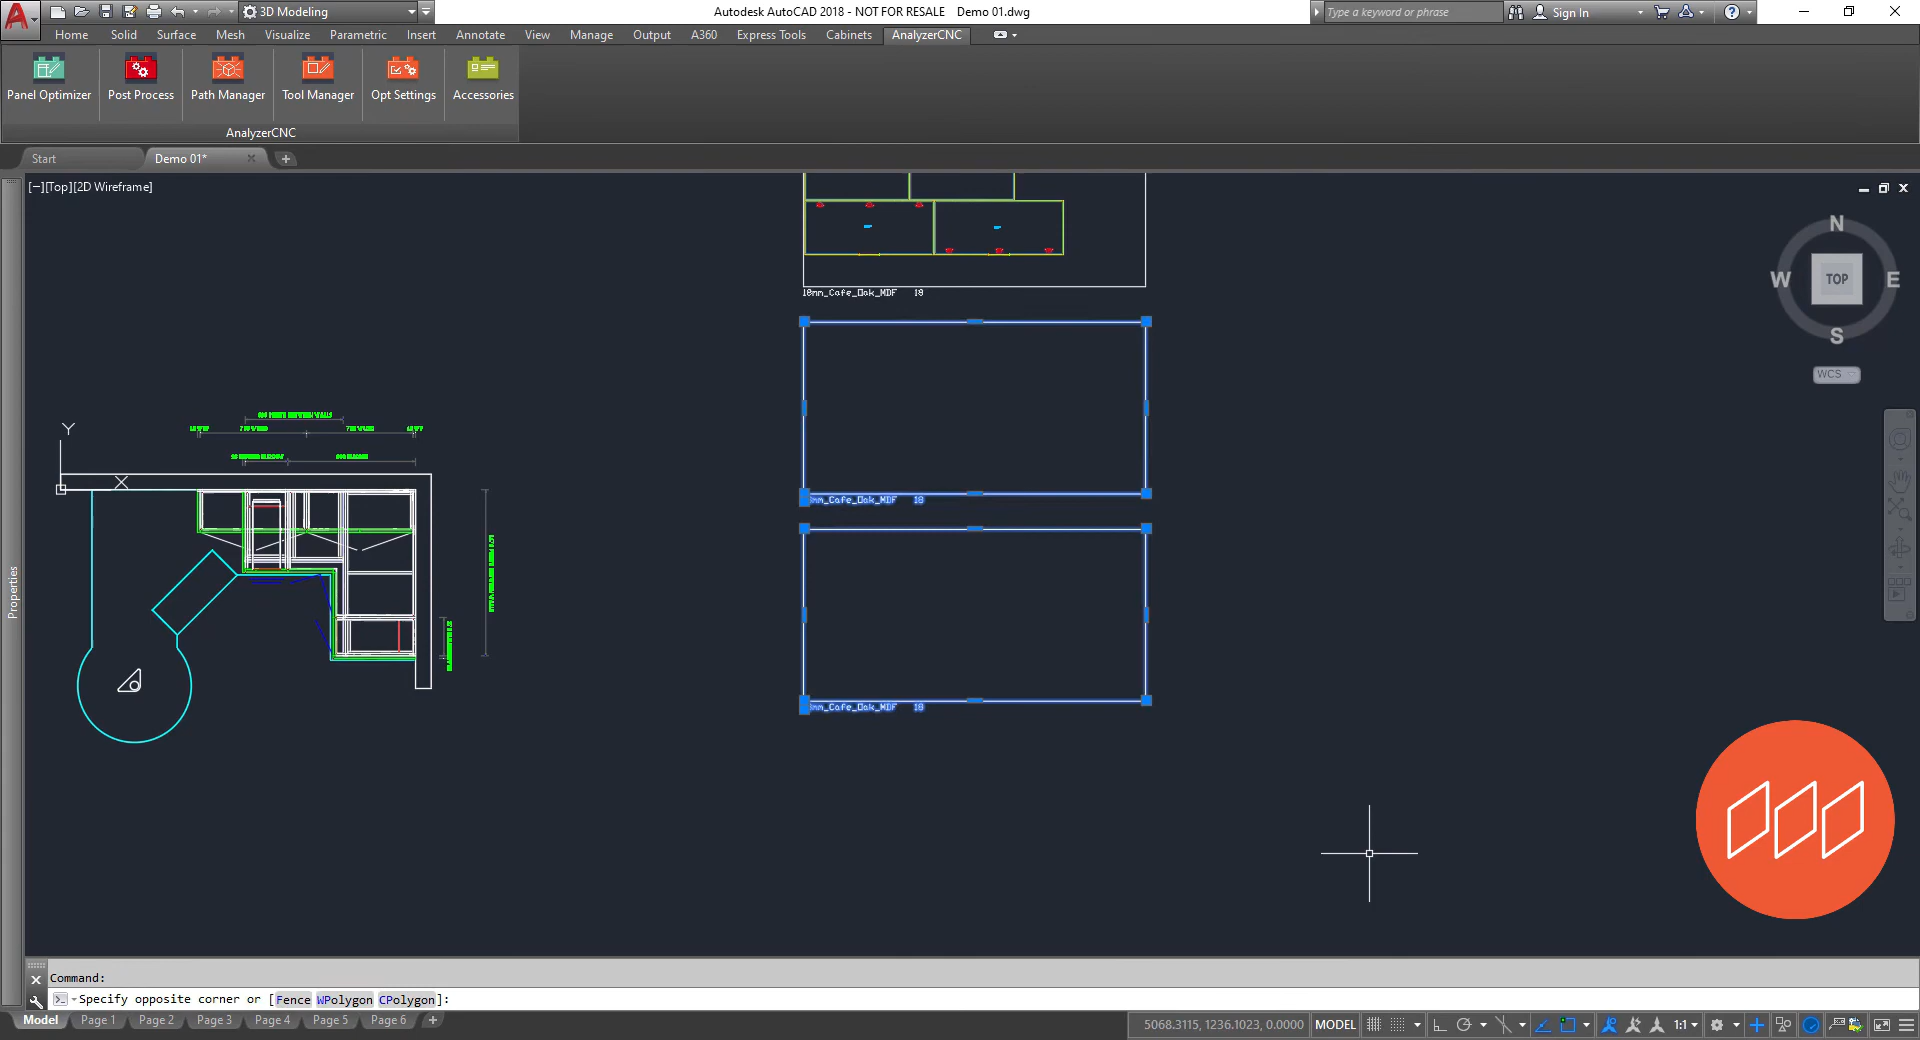 3D Modeling
Autodesk AutoCAD 2018 - NOT FOR RESALE Demo 01.dwg
Type a keyword or phrase
Sign In
Home Solid Surface Mesh Visualize Parametric Insert Annotate View Manage Output A360 Express Tools Cabinets AnalyzerCNC
Panel Optimizer Post Process Path Manager Tool Manager Opt Settings Accessories
AnalyzerCNC
Start Demo 01*
[−][Top][2D Wireframe]
N
W TOP E
S
WCS
18mm_Cafe_Oak_MDF 18
mm_Cafe_Oak_MDF 18
mm_Cafe_Oak_MDF 18
Y
X
Properties
Command:
Specify opposite corner or [Fence WPolygon CPolygon]:
Model Page 1 Page 2 Page 3 Page 4 Page 5 Page 6
5068.3115, 1236.1023, 0.0000 MODEL 1:1